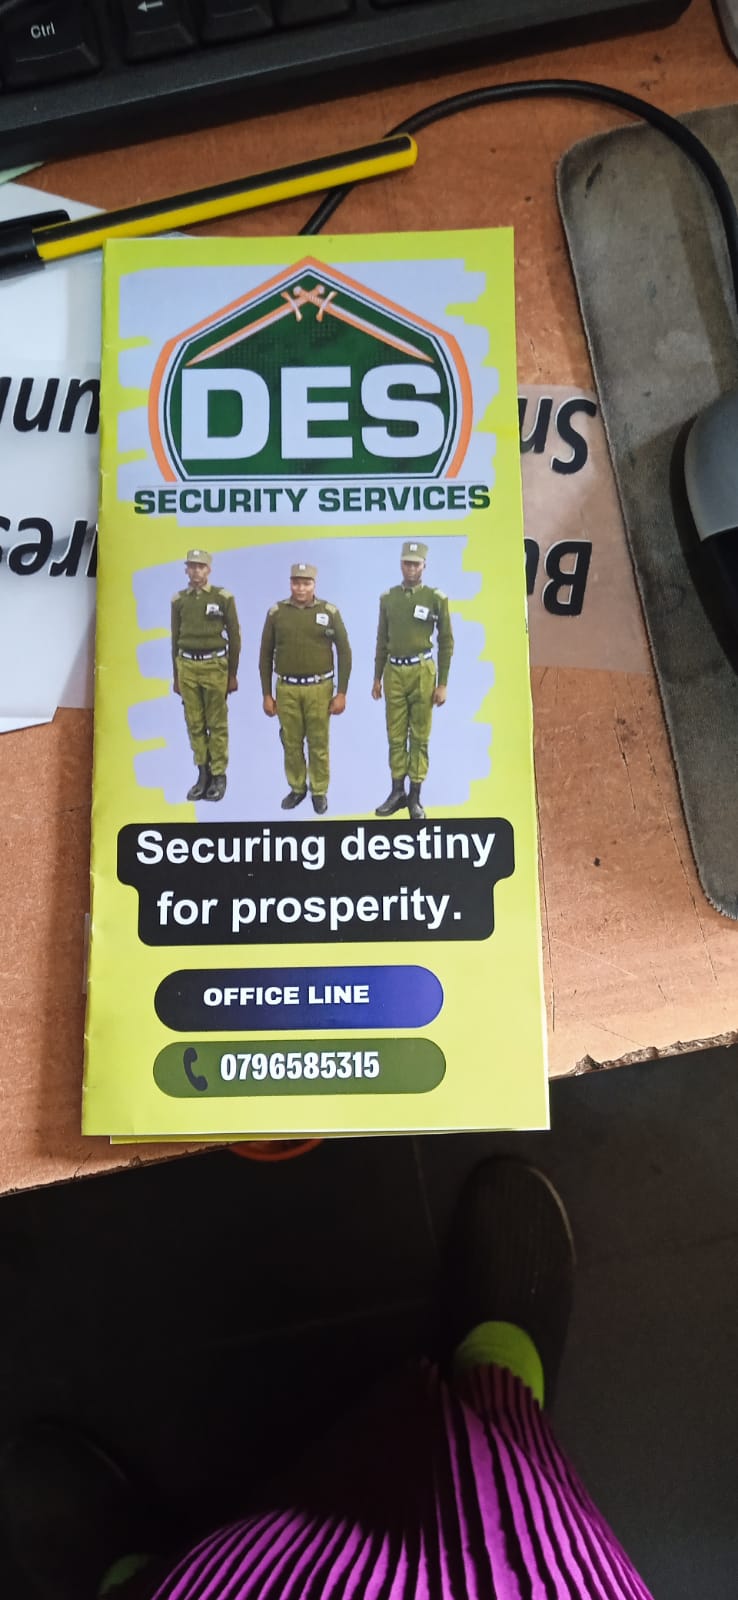 Ctrl
DES
SECURITY SERVICES
Securing destiny
for prosperity.
OFFICE LINE
0796585315